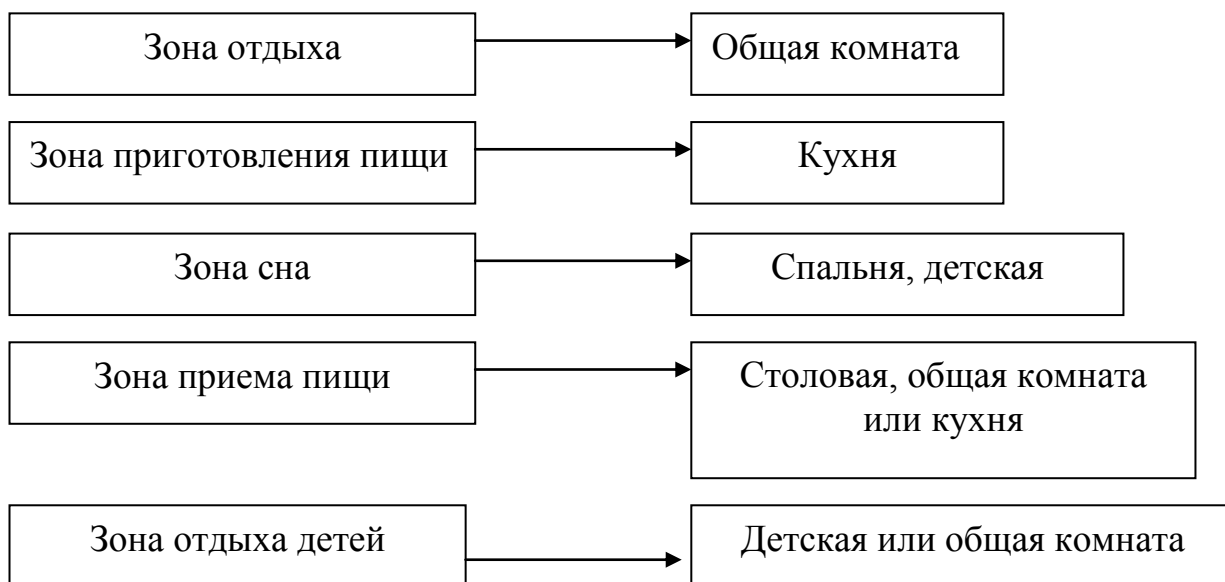 Зона отдыха
Общая комната
Зона приготовления пищи
Кухня
Зона сна
Спальня, детская
Зона приема пищи
Столовая, общая комната
или кухня
Зона отдыха детей
Детская или общая комната